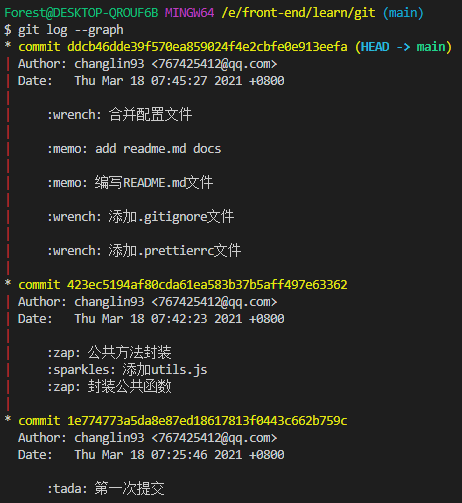 Forest@DESKTOP-QROUF6B MINGW64 /e/front-end/learn/git (main)
$ git log --graph
* commit ddcb46dde39f570ea859024f4e2cbfe0e913eefa (HEAD -> main)
| Author: changlin93 <767425412@qq.com>
| Date:   Thu Mar 18 07:45:27 2021 +0800
|
|     :wrench: 合并配置文件
|
|     :memo: add readme.md docs
|
|     :memo: 编写README.md文件
|
|     :wrench: 添加.gitignore文件
|
|     :wrench: 添加.prettierrc文件
|
* commit 423ec5194af80cda61ea583b37b5aff497e63362
| Author: changlin93 <767425412@qq.com>
| Date:   Thu Mar 18 07:42:23 2021 +0800
|
|     :zap: 公共方法封装
|     :sparkles: 添加utils.js
|     :zap: 封装公共函数
|
* commit 1e774773a5da8e87ed18617813f0443c662b759c
  Author: changlin93 <767425412@qq.com>
  Date:   Thu Mar 18 07:25:46 2021 +0800

      :tada: 第一次提交